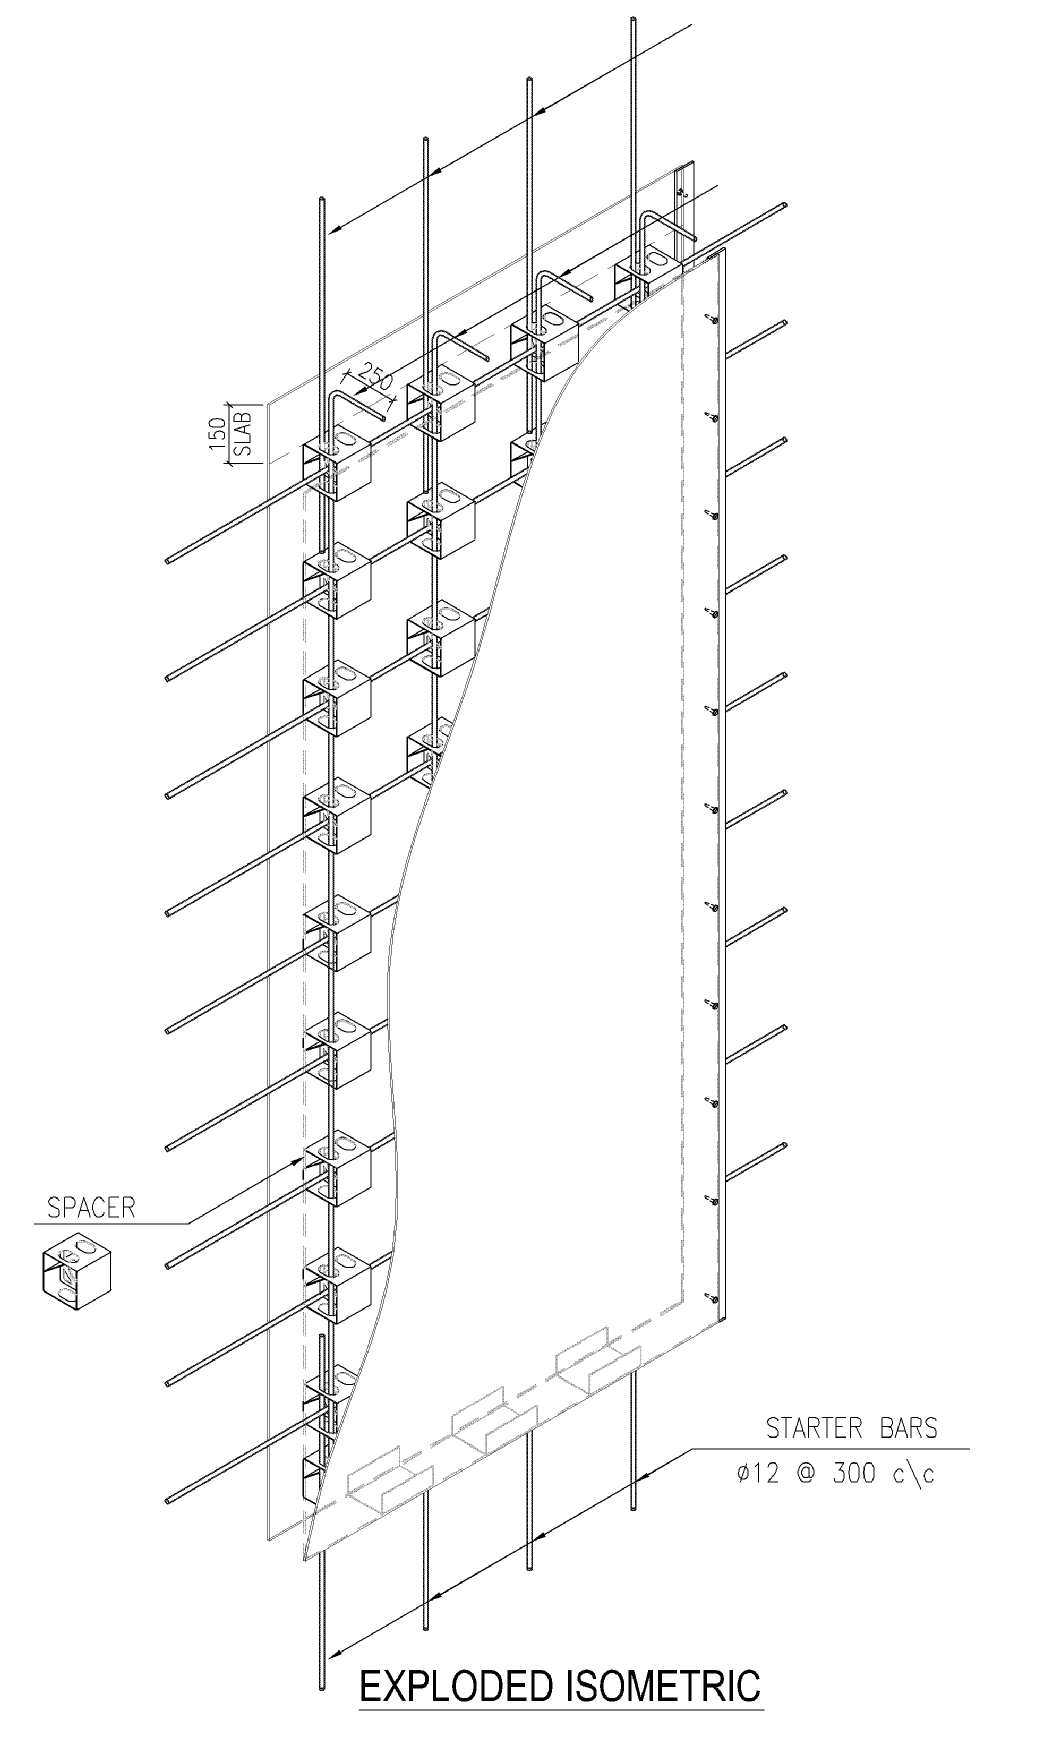 250
150
SLAB
SPACER
STARTER BARS
ø12 @ 300 c\c
EXPLODED ISOMETRIC